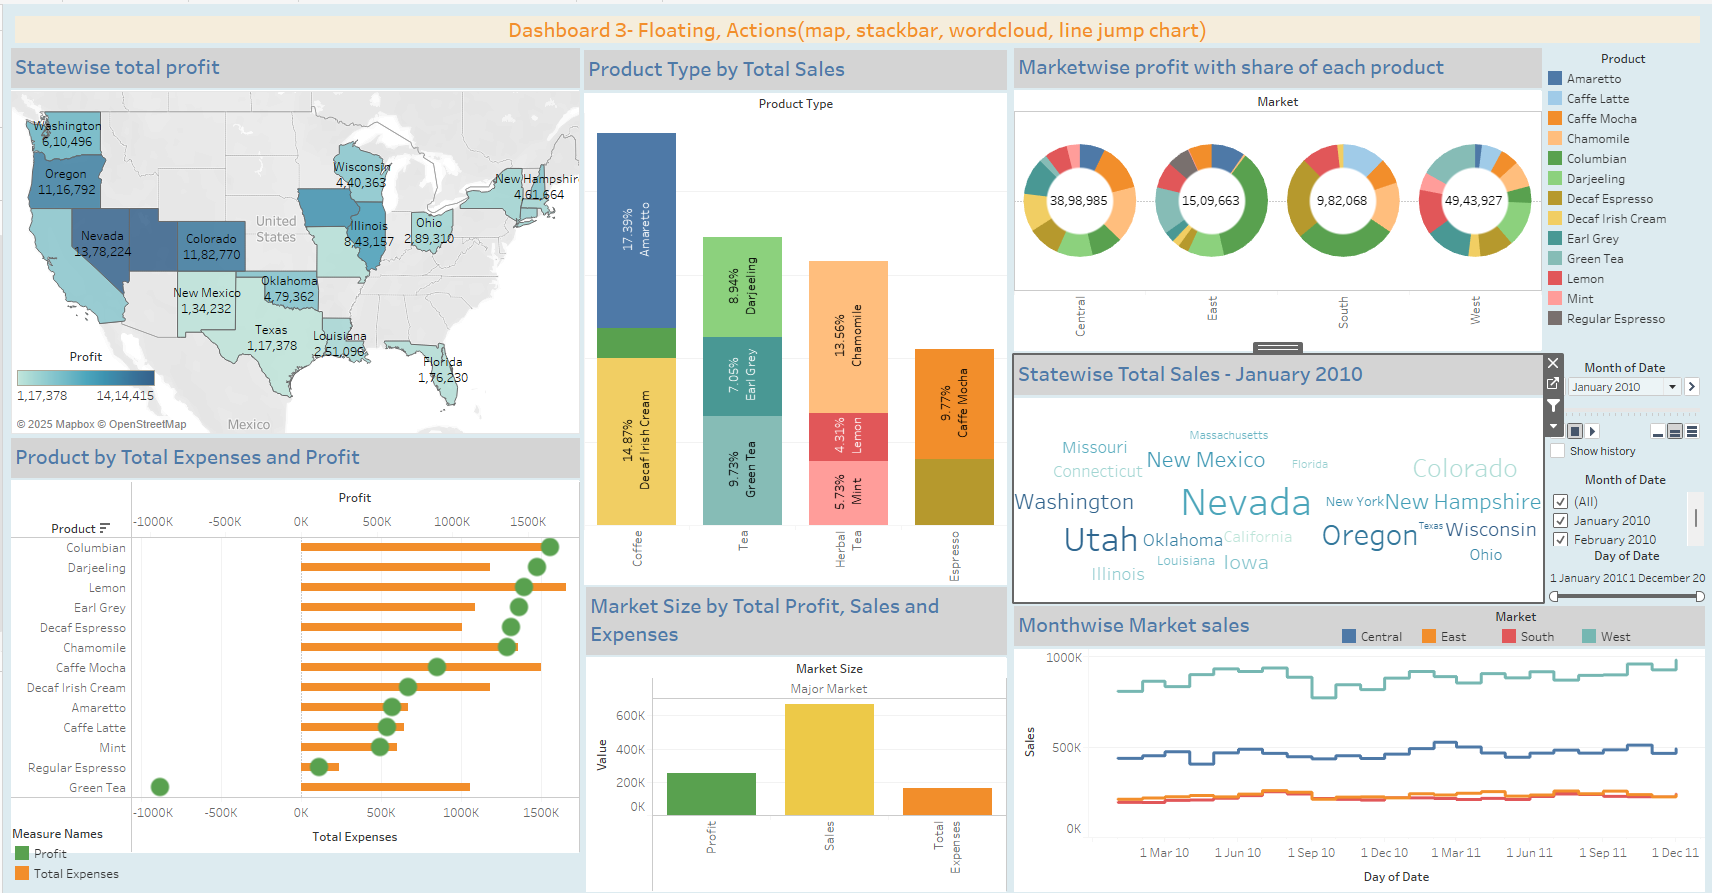 Dashboard 3- Floating, Actions(map, stackbar, wordcloud, line jump chart)
Statewise total profit
Washington
6,10,496
Oregon
11,16,792
Nevada
13,78,224
Colorado
11,82,770
New Mexico
1,34,232
Texas
1,17,378
Oklahoma
4,79,362
Louisiana
2,51,096
Florida
1,76,230
Wisconsin
4,40,363
Illinois
8,43,157
Ohio
2,89,310
New Hampshir
4,61,664
United
States
Mexico
Profit
1,17,378 14,14,415
© 2025 Mapbox © OpenStreetMap
Product by Total Expenses and Profit
Profit
Product
-1000K -500K 0K 500K 1000K 1500K
Columbian
Darjeeling
Lemon
Earl Grey
Decaf Espresso
Chamomile
Caffe Mocha
Decaf Irish Cream
Amaretto
Caffe Latte
Mint
Regular Espresso
Green Tea
-1000K -500K 0K 500K 1000K 1500K
Total Expenses
Measure Names
Profit
Total Expenses
Product Type by Total Sales
Product Type
17.39%
Amaretto
14.87%
Decaf Irish Cream
8.94%
Darjeeling
7.05%
Earl Grey
9.73%
Green Tea
13.56%
Chamomile
4.31%
Lemon
5.73%
Mint
9.77%
Caffe Mocha
Coffee
Tea
Herbal
Tea
Espresso
Market Size by Total Profit, Sales and
Expenses
Market Size
Major Market
Value
600K
400K
200K
0K
Profit
Sales
Total
Expenses
Marketwise profit with share of each product
Market
38,98,985
15,09,663
9,82,068
49,43,927
Central
East
South
West
Product
Amaretto
Caffe Latte
Caffe Mocha
Chamomile
Columbian
Darjeeling
Decaf Espresso
Decaf Irish Cream
Earl Grey
Green Tea
Lemon
Mint
Regular Espresso
Statewise Total Sales - January 2010
Massachusetts
Missouri
New Mexico
Florida
Connecticut
Colorado
Washington
Nevada
New York
New Hampshire
Utah
Oklahoma
California
Oregon
Texas
Wisconsin
Louisiana
Iowa
Ohio
Illinois
Month of Date
January 2010
Show history
Month of Date
(All)
January 2010
February 2010
Day of Date
1 January 2010
1 December 20
Monthwise Market sales
Market
Central East South West
Sales
1000K
500K
0K
1 Mar 10 1 Jun 10 1 Sep 10 1 Dec 10 1 Mar 11 1 Jun 11 1 Sep 11 1 Dec 11
Day of Date